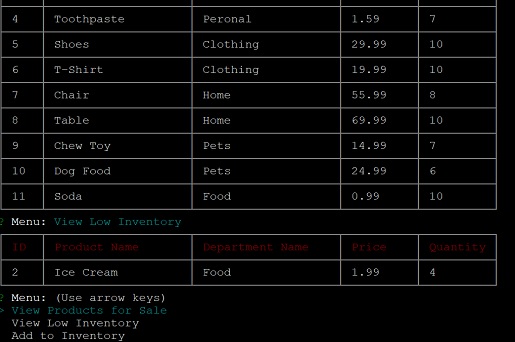 4 Toothpaste Peronal 1.59 7
5 Shoes Clothing 29.99 10
6 T-Shirt Clothing 19.99 10
7 Chair Home 55.99 8
8 Table Home 69.99 10
9 Chew Toy Pets 14.99 7
10 Dog Food Pets 24.99 6
11 Soda Food 0.99 10
? Menu: View Low Inventory
ID Product Name Department Name Price Quantity
2 Ice Cream Food 1.99 4
? Menu: (Use arrow keys)
> View Products for Sale
View Low Inventory
Add to Inventory